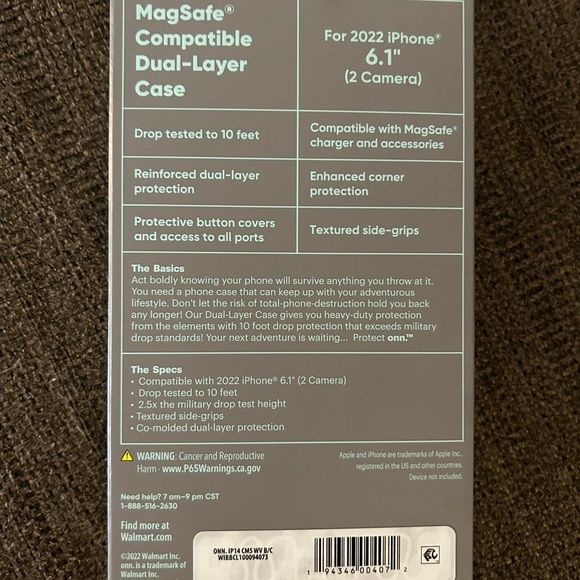 MagSafe®
Compatible
Dual-Layer
Case
For 2022 iPhone®
6.1"
(2 Camera)
Drop tested to 10 feet
Compatible with MagSafe®
charger and accessories
Reinforced dual-layer
protection
Enhanced corner
protection
Protective button covers
and access to all ports
Textured side-grips
The Basics
Act boldly knowing your phone will survive anything you throw at it.
You need a phone case that can keep up with your adventurous
lifestyle. Don't let the risk of total-phone-destruction hold you back
any longer! Our Dual-Layer Case gives you heavy-duty protection
from the elements with 10 foot drop protection that exceeds military
drop standards! Your next adventure is waiting... Protect onn.™
The Specs
• Compatible with 2022 iPhone® 6.1" (2 Camera)
• Drop tested to 10 feet
• 2.5x the military drop test height
• Textured side-grips
• Co-molded dual-layer protection
WARNING: Cancer and Reproductive
Harm - www.P65Warnings.ca.gov
Apple and iPhone are trademarks of Apple Inc.,
registered in the US and other countries.
Device not included.
Need help? 7 am–9 pm CST
1-888-516-2630
Find more at
Walmart.com
©2022 Walmart Inc.
onn. is a trademark of
Walmart Inc.
ONN. IP14 CMS WV B/C
WIBBCL100094073
1 94346 00407 2